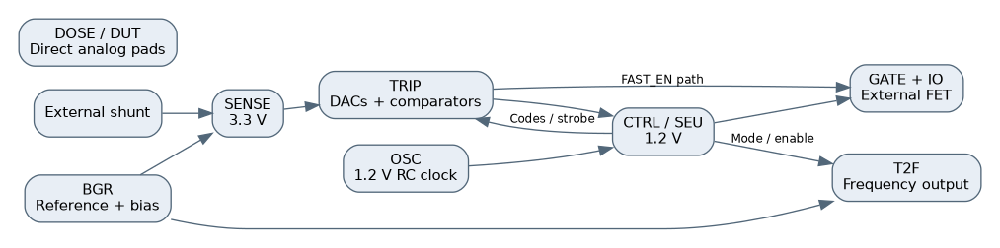 DOSE / DUT
Direct analog pads
External shunt
BGR
Reference + bias
SENSE
3.3 V
TRIP
DACs + comparators
OSC
1.2 V RC clock
FAST_EN path
Codes / strobe
CTRL / SEU
1.2 V
Mode / enable
GATE + IO
External FET
T2F
Frequency output